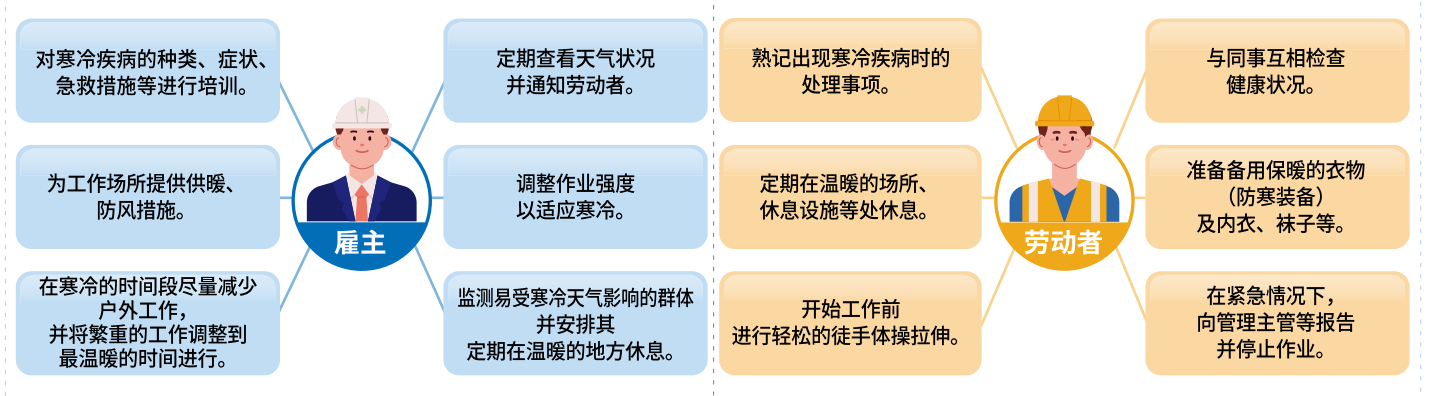 对寒冷疾病的种类、症状、
急救措施等进行培训。
为工作场所提供供暖、
防风措施。
在寒冷的时间段尽量减少
户外工作，
并将繁重的工作调整到
最温暖的时间进行。
雇主
定期查看天气状况
并通知劳动者。
调整作业强度
以适应寒冷。
监测易受寒冷天气影响的群体
并安排其
定期在温暖的地方休息。
熟记出现寒冷疾病时的
处理事项。
定期在温暖的场所、
休息设施等处休息。
开始工作前
进行轻松的徒手体操拉伸。
劳动者
与同事互相检查
健康状况。
准备备用保暖的衣物
（防寒装备）
及内衣、袜子等。
在紧急情况下，
向管理主管等报告
并停止作业。